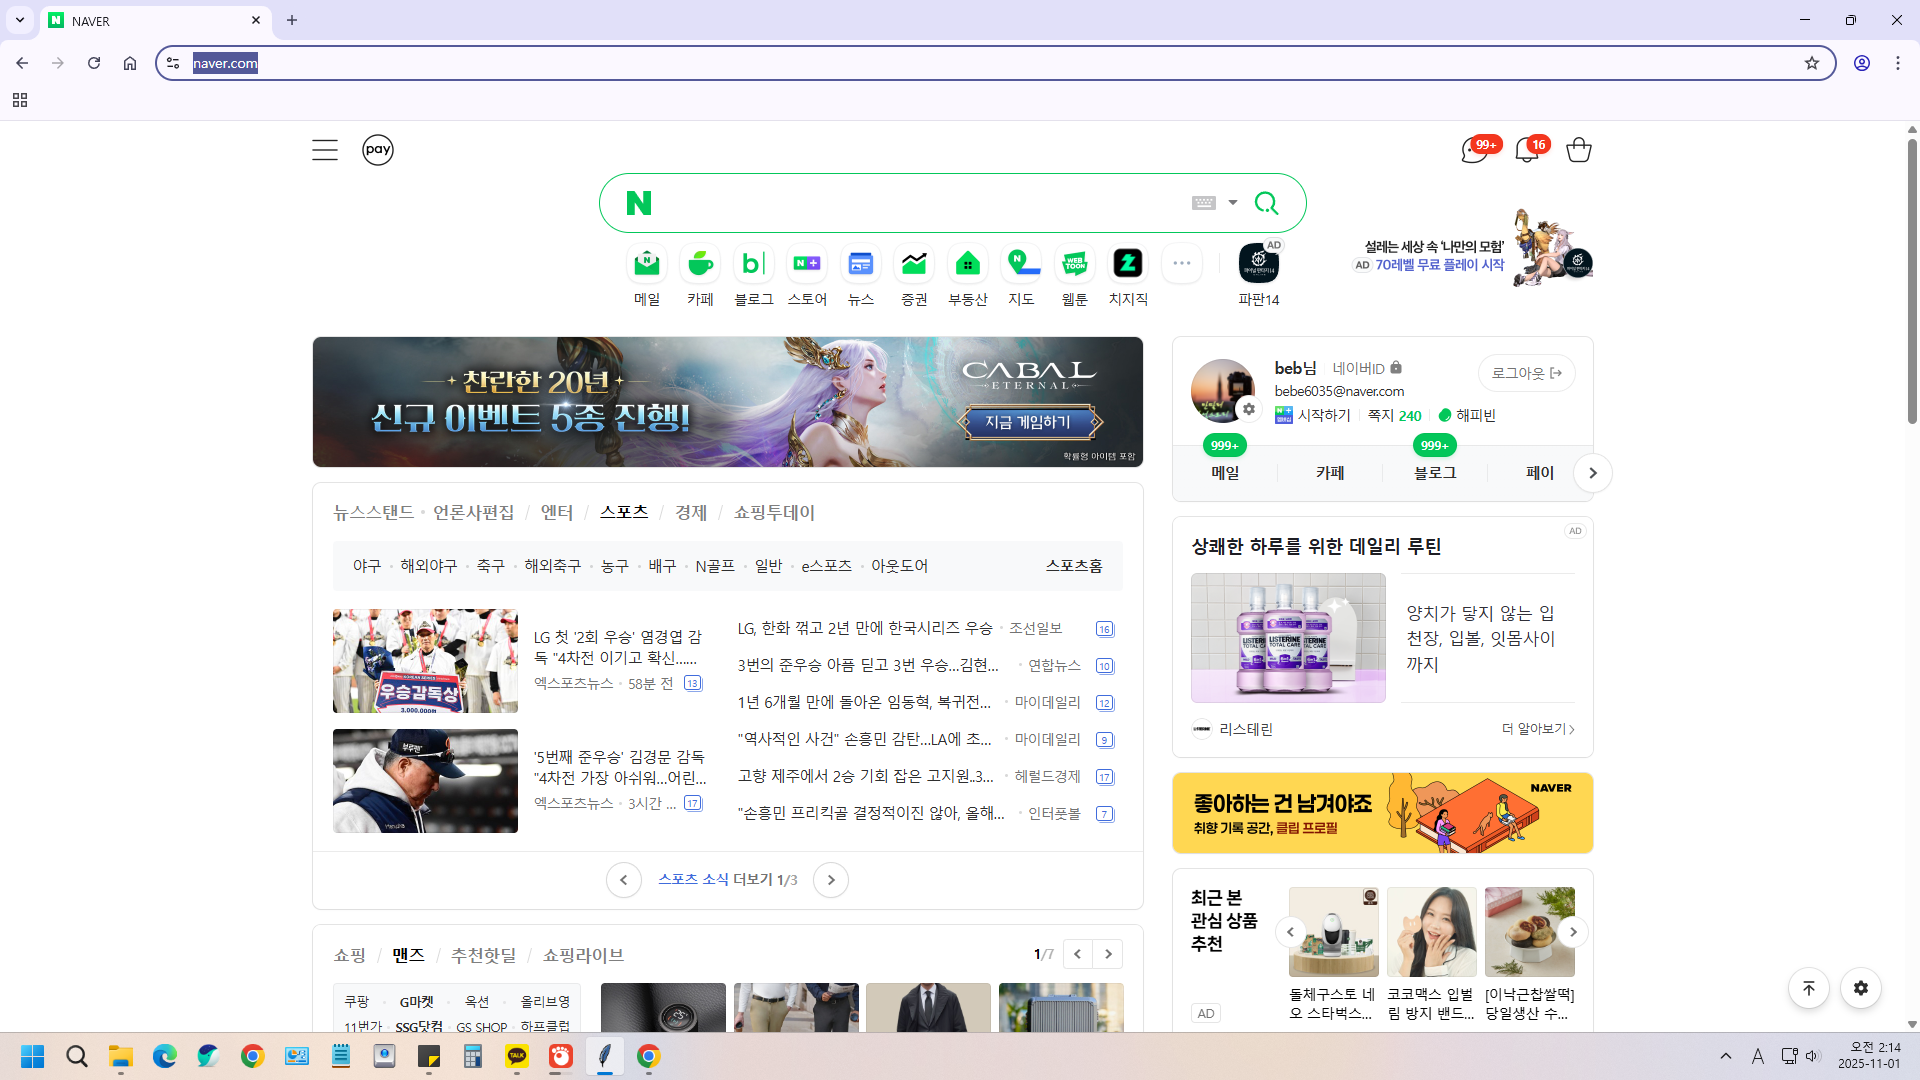 NAVER
naver.com
pay
99+
16
N
메일
카페
블로그
스토어
뉴스
증권
부동산
지도
웹툰
치지직
AD
파판14
설레는 세상 속 '나만의 모험'
AD 70레벨 무료 플레이 시작
찬란한 20년
신규 이벤트 5종 진행!
CABAL
ETERNAL
지금 게임하기
확률형 아이템 포함
beb님
네이버ID
로그아웃
bebe6035@naver.com
시작하기
쪽지 240
해피빈
999+
999+
메일
카페
블로그
페이
뉴스스탠드 · 언론사편집 / 엔터 / 스포츠 / 경제 / 쇼핑투데이
야구 · 해외야구 · 축구 · 해외축구 · 농구 · 배구 · N골프 · 일반 · e스포츠 · 아웃도어
스포츠홈
우승감독상
3,000,000
LG 첫 '2회 우승' 염경엽 감
독 "4차전 이기고 확신......
엑스포츠뉴스 · 58분 전 13
'5번째 준우승' 김경문 감독
"4차전 가장 아쉬워...어린...
엑스포츠뉴스 · 3시간 ... 17
LG, 한화 꺾고 2년 만에 한국시리즈 우승 · 조선일보 16
3번의 준우승 아픔 딛고 3번 우승...김현... · 연합뉴스 10
1년 6개월 만에 돌아온 임동혁, 복귀전... · 마이데일리 12
"역사적인 사건" 손흥민 감탄...LA에 초... · 마이데일리 9
고향 제주에서 2승 기회 잡은 고지원..3... · 헤럴드경제 17
"손흥민 프리킥골 결정적이진 않아, 올해... · 인터풋볼 7
스포츠 소식 더보기 1/3
AD
상쾌한 하루를 위한 데일리 루틴
LISTERINE
TOTAL CARE
양치가 닿지 않는 입
천장, 입볼, 잇몸사이
까지
리스테린
더 알아보기
좋아하는 건 남겨야죠
취향 기록 공간, 클립 프로필
NAVER
최근 본
관심 상품
추천
AD
돌체구스토 네
오 스타벅스...
코코맥스 입벌
림 방지 밴드...
[이낙근찹쌀떡]
당일생산 수...
쇼핑 / 맨즈 / 추천핫딜 / 쇼핑라이브
1/7
쿠팡 · G마켓 · 옥션 · 올리브영
11번가 · SSG닷컴 · GS SHOP · 하프클럽
TALK
A
오전 2:14
2025-11-01